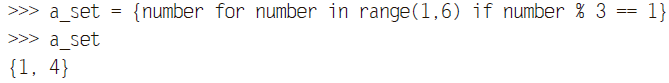 >>> a_set = {number for number in range(1,6) if number % 3 == 1}
>>> a_set
{1, 4}